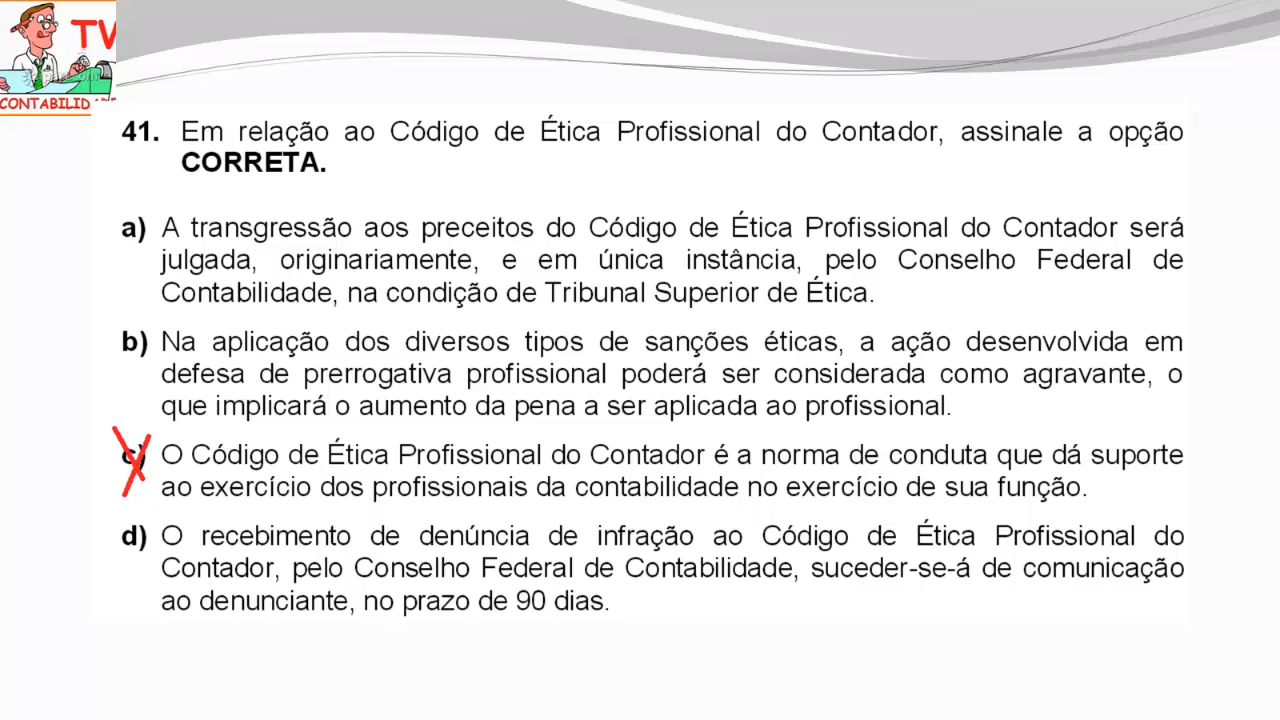 TV
CONTABILIDADE
41. Em relação ao Código de Ética Profissional do Contador, assinale a opção
CORRETA.
a) A transgressão aos preceitos do Código de Ética Profissional do Contador será
julgada, originariamente, e em única instância, pelo Conselho Federal de
Contabilidade, na condição de Tribunal Superior de Ética.
b) Na aplicação dos diversos tipos de sanções éticas, a ação desenvolvida em
defesa de prerrogativa profissional poderá ser considerada como agravante, o
que implicará o aumento da pena a ser aplicada ao profissional.
c) O Código de Ética Profissional do Contador é a norma de conduta que dá suporte
ao exercício dos profissionais da contabilidade no exercício de sua função.
d) O recebimento de denúncia de infração ao Código de Ética Profissional do
Contador, pelo Conselho Federal de Contabilidade, suceder-se-á de comunicação
ao denunciante, no prazo de 90 dias.